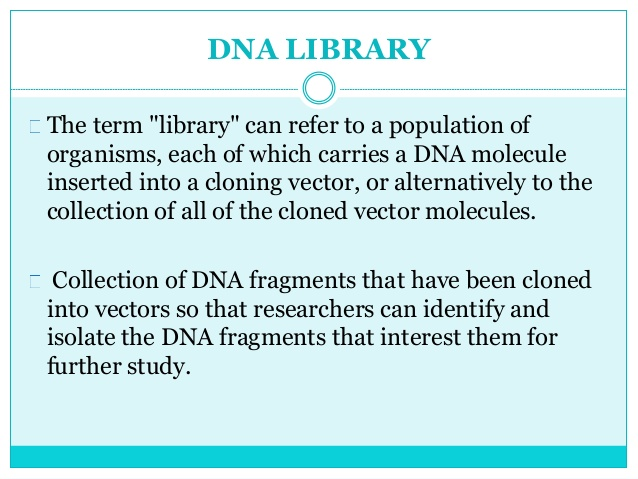 DNA LIBRARY
The term "library" can refer to a population of
organisms, each of which carries a DNA molecule
inserted into a cloning vector, or alternatively to the
collection of all of the cloned vector molecules.
Collection of DNA fragments that have been cloned
into vectors so that researchers can identify and
isolate the DNA fragments that interest them for
further study.